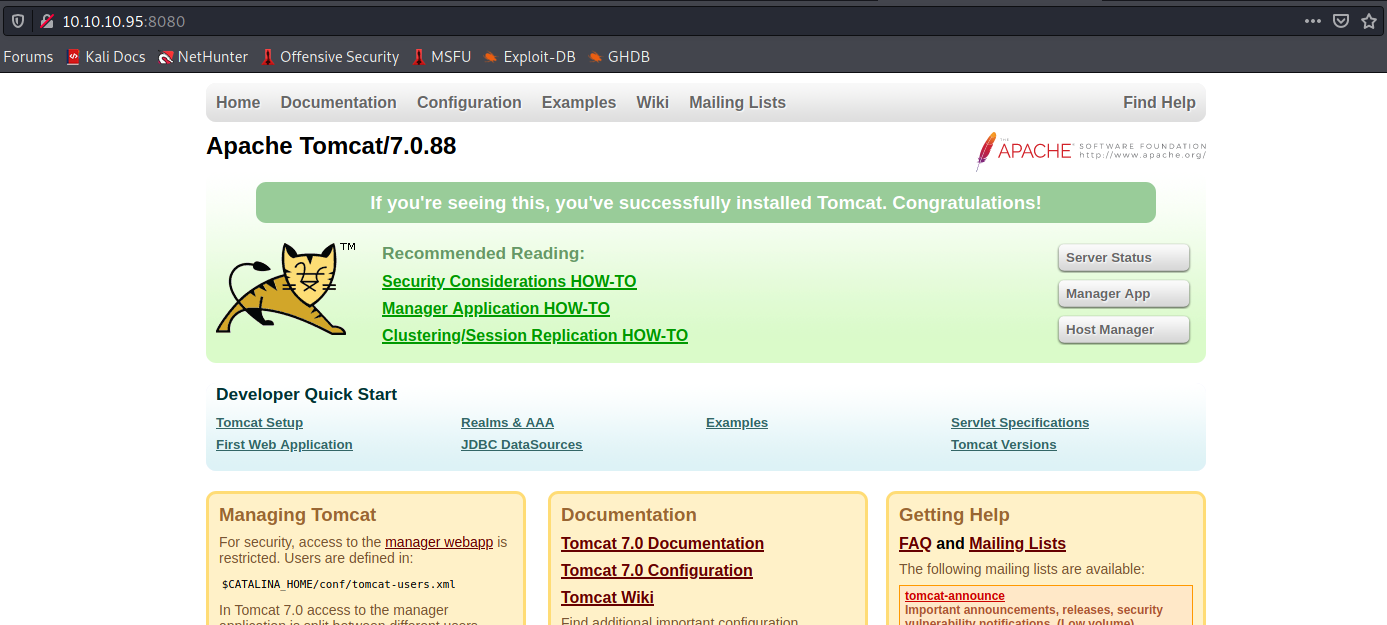 10.10.10.95:8080
Forums Kali Docs NetHunter Offensive Security MSFU Exploit-DB GHDB
Home Documentation Configuration Examples Wiki Mailing Lists Find Help
Apache Tomcat/7.0.88
THE APACHE™ SOFTWARE FOUNDATION
http://www.apache.org/
If you're seeing this, you've successfully installed Tomcat. Congratulations!
TM
Recommended Reading:
Security Considerations HOW-TO
Manager Application HOW-TO
Clustering/Session Replication HOW-TO
Server Status
Manager App
Host Manager
Developer Quick Start
Tomcat Setup
First Web Application
Realms & AAA
JDBC DataSources
Examples
Servlet Specifications
Tomcat Versions
Managing Tomcat
For security, access to the manager webapp is
restricted. Users are defined in:
$CATALINA_HOME/conf/tomcat-users.xml
In Tomcat 7.0 access to the manager
application is split between different users.
Documentation
Tomcat 7.0 Documentation
Tomcat 7.0 Configuration
Tomcat Wiki
Find additional important configuration
Getting Help
FAQ and Mailing Lists
The following mailing lists are available:
tomcat-announce
Important announcements, releases, security
vulnerability notifications. (Low volume).